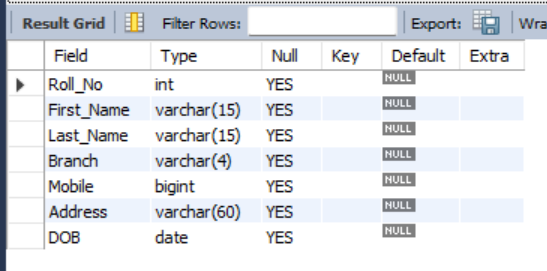 Result Grid Filter Rows: Export: Wra
Field Type Null Key Default Extra
Roll_No int YES NULL
First_Name varchar(15) YES NULL
Last_Name varchar(15) YES NULL
Branch varchar(4) YES NULL
Mobile bigint YES NULL
Address varchar(60) YES NULL
DOB date YES NULL